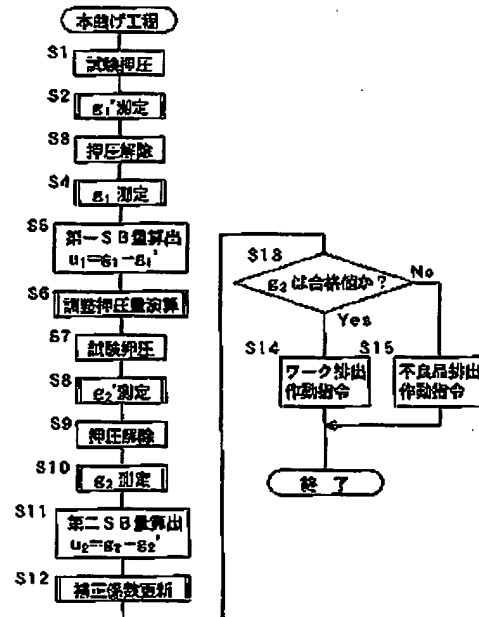 本曲げ工程
S1
試験押圧
S2
g₁'測定
S3
押圧解除
S4
g₁ 測定
S5
第一SB量算出
u₁=g₁-g₁'
S6
調整押圧量演算
S7
試験押圧
S8
g₂'測定
S9
押圧解除
S10
g₂ 測定
S11
第二SB量算出
u₂=g₂-g₂'
S12
補正係数更新
S13
g₂は合格値か?
No
Yes
S14
ワーク排出
作動指令
S15
不良品排出
作動指令
終了